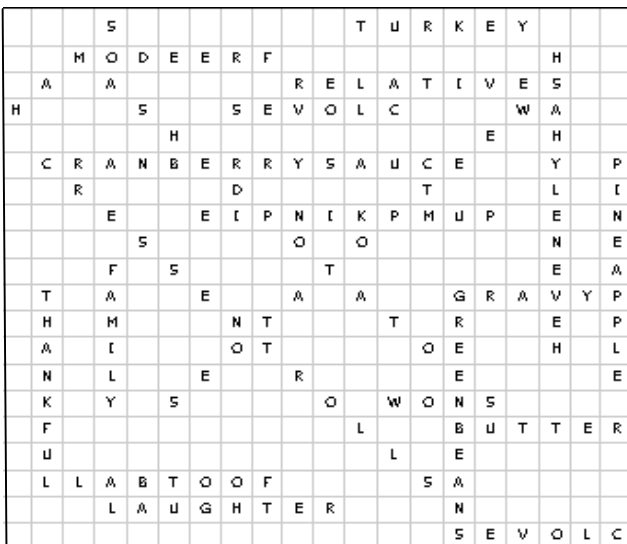 S T U R K E Y
M O D E E R F H
A A R E L A T I V E S
H S S E V O L C W A
H E H
C R A N B E R R Y S A U C E Y P
R D T L I
E E I P N I K P M U P E N
S O O N E
F S T E A
T A E A A G R A V Y P
H M N T T R E P
A I O T O E H L
N L E R E E
K Y S O W O N S
F L B U T T E R
U L E
L L A B T O O F S A
L A U G H T E R N
S E V O L C